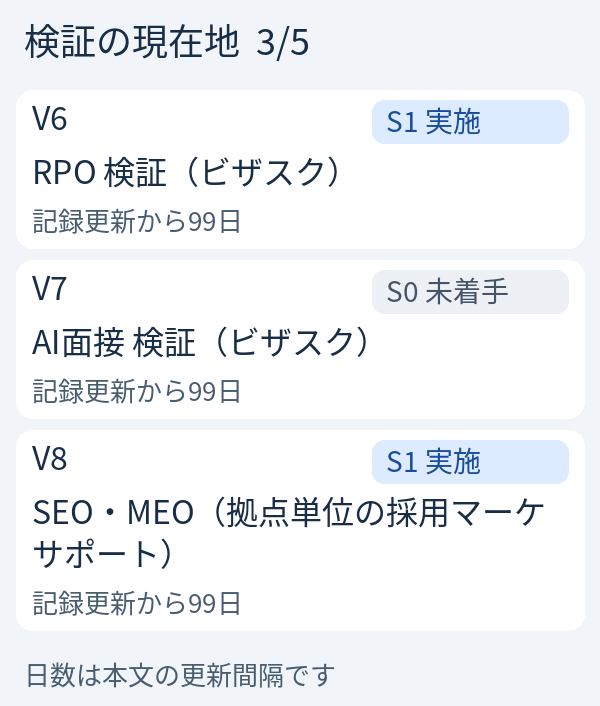 検証の現在地 3/5
V6
S1 実施
RPO 検証（ビザスク）
記録更新から99日
V7
S0 未着手
AI面接 検証（ビザスク）
記録更新から99日
V8
S1 実施
SEO・MEO（拠点単位の採用マーケ
サポート）
記録更新から99日
日数は本文の更新間隔です